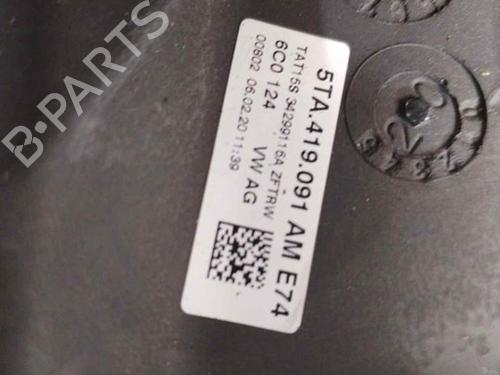 5TA.419.091 AM E74
TAT15S 34299116A ZFTRW
6C0 124 VW AG
00802 06.02.20 11:39
B-PARTS